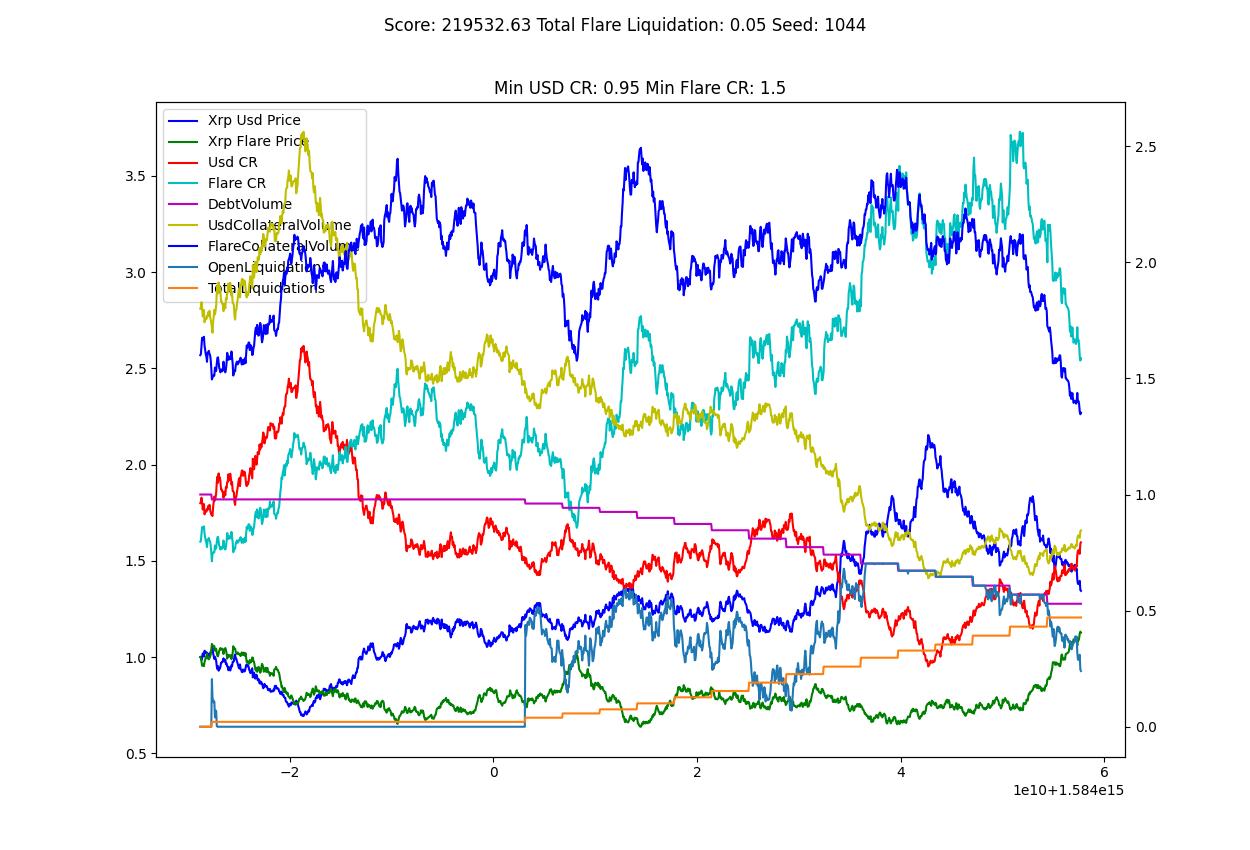 Score: 219532.63 Total Flare Liquidation: 0.05 Seed: 1044
Min USD CR: 0.95 Min Flare CR: 1.5
Xrp Usd Price
Xrp Flare Price
Usd CR
Flare CR
DebtVolume
UsdCollateralVolume
FlareCollateralVolume
OpenLiquidations
TotalLiquidations
3.5
3.0
2.5
2.0
1.5
1.0
0.5
2.5
2.0
1.5
1.0
0.5
0.0
−2 0 2 4 6
1e10+1.584e15